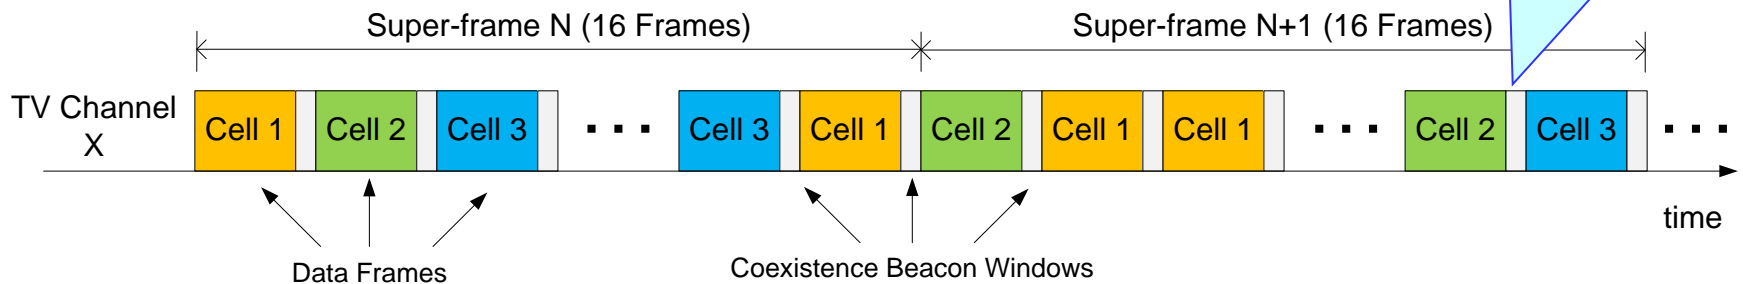 Super-frame N (16 Frames)
Super-frame N+1 (16 Frames)
TV Channel
X
Cell 1
Cell 2
Cell 3
. . .
Cell 3
Cell 1
Cell 2
Cell 1
Cell 1
. . .
Cell 2
Cell 3
. . .
time
Data Frames
Coexistence Beacon Windows